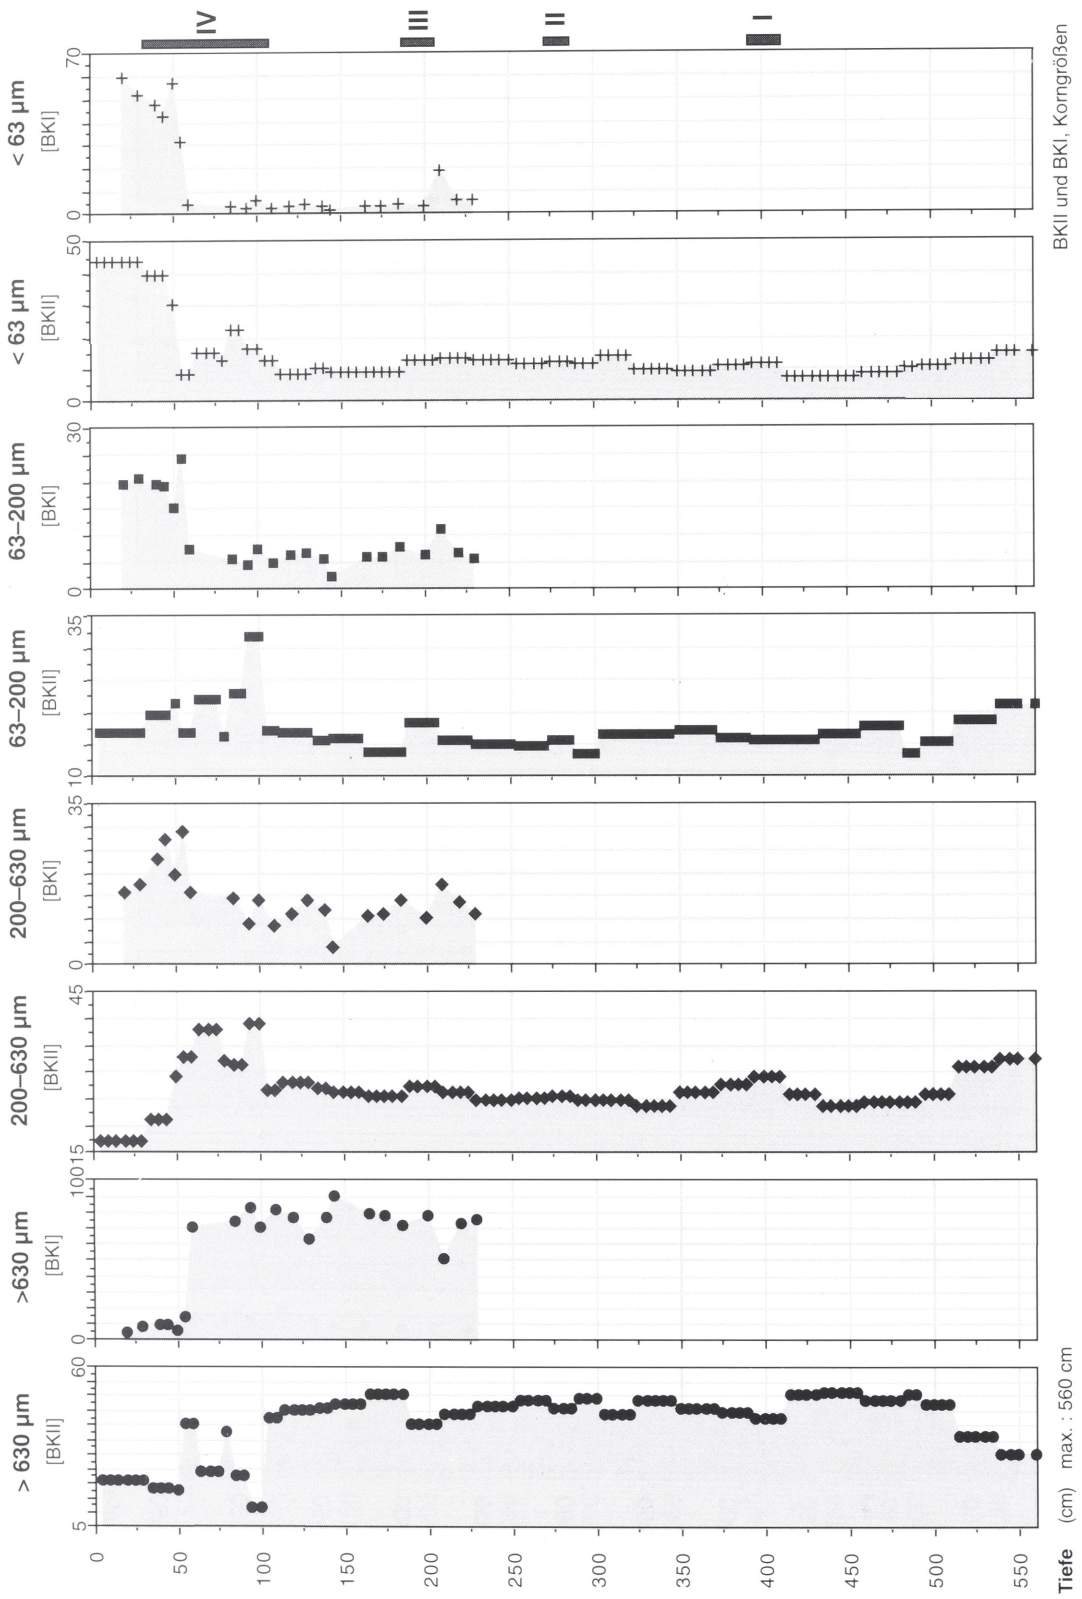 > 630 µm
[BKII]
5
60
>630 µm
[BKI]
0
100
200–630 µm
[BKII]
15
45
200–630 µm
[BKI]
0
35
63–200 µm
[BKII]
10
35
63–200 µm
[BKI]
0
30
< 63 µm
[BKII]
0
50
< 63 µm
[BKI]
0
70
IV
III
II
I
0
50
100
150
200
250
300
350
400
450
500
550
Tiefe (cm) max. : 560 cm
BKII und BKI, Korngrößen